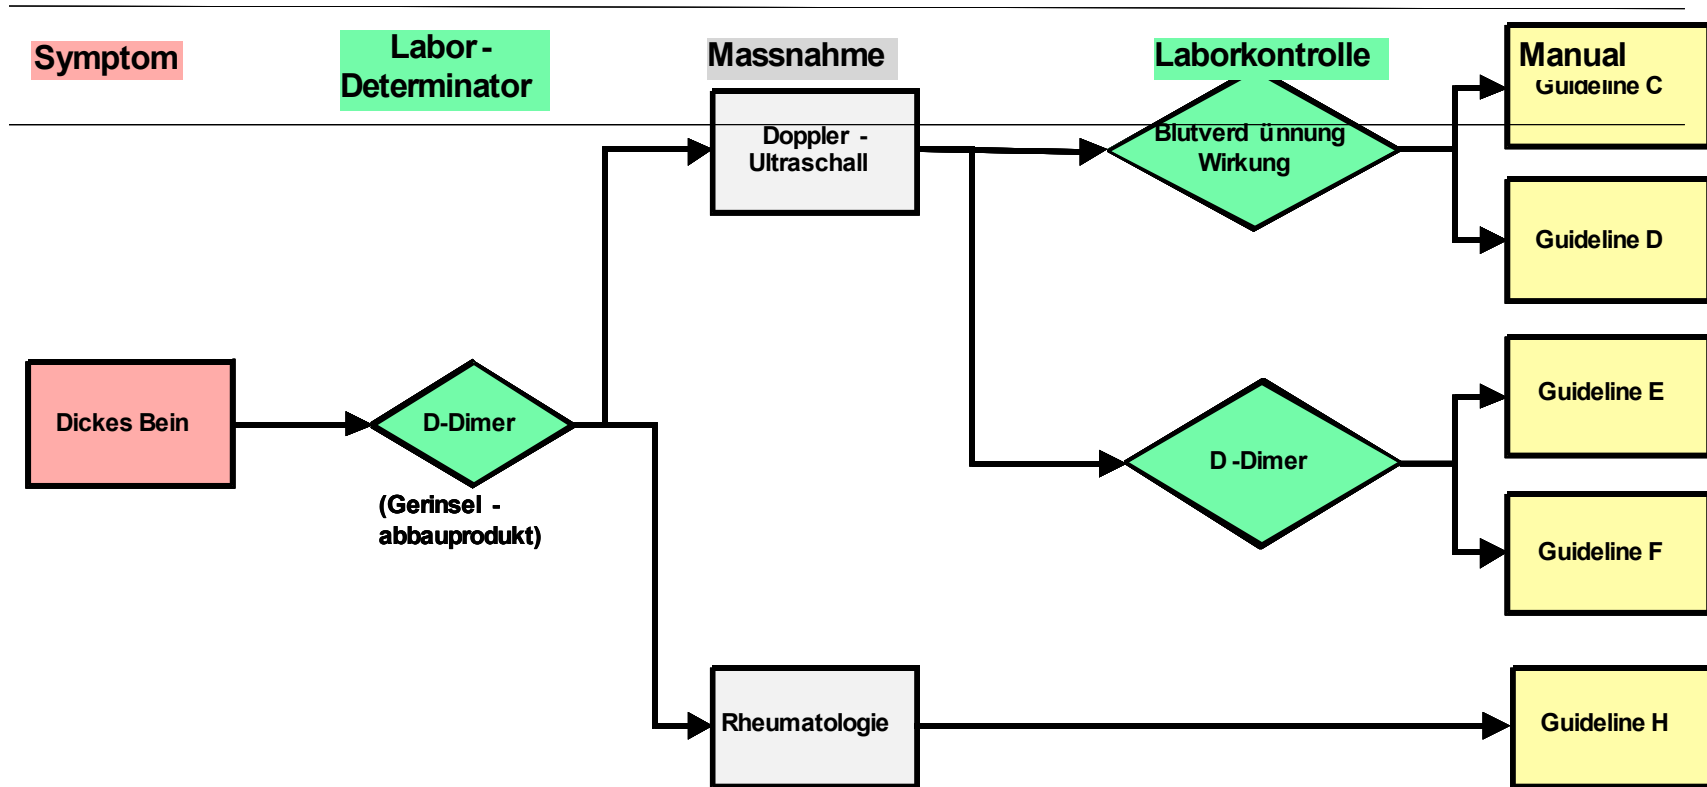 Symptom
Labor-
Determinator
Massnahme
Laborkontrolle
Manual
Guideline C
Doppler -
Ultraschall
Blutverd ünnung
Wirkung
Guideline D
Dickes Bein
D-Dimer
(Gerinsel -
abbauprodukt)
D -Dimer
Guideline E
Guideline F
Rheumatologie
Guideline H